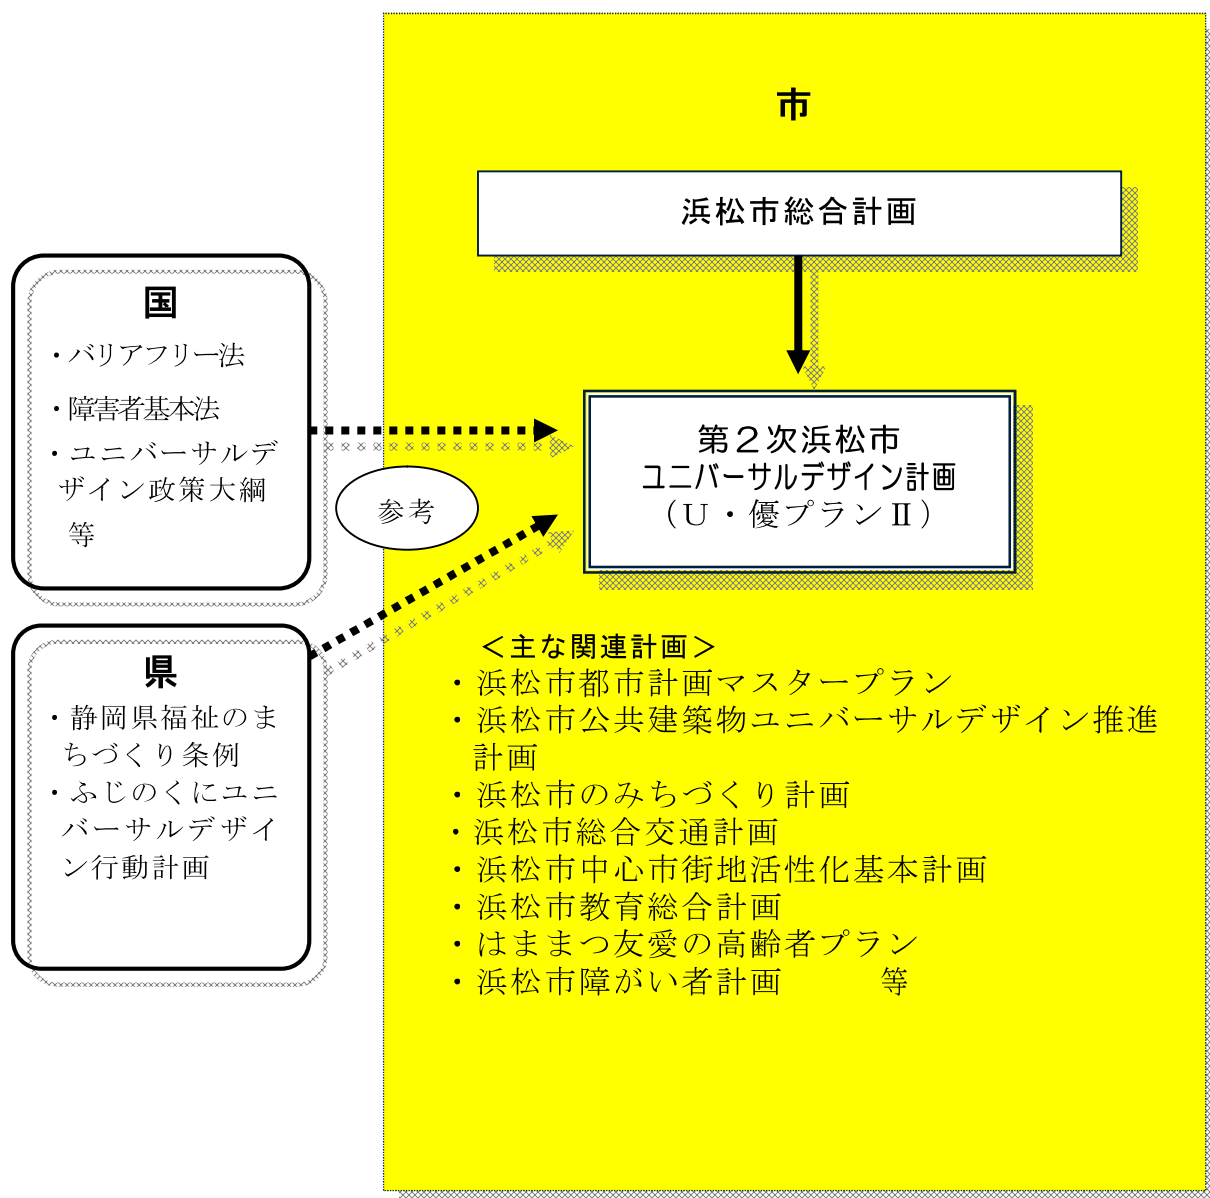 市
浜松市総合計画
国
・バリアフリー法
・障害者基本法
・ユニバーサルデ
ザイン政策大綱
等
参考
第２次浜松市
ユニバーサルデザイン計画
（Ｕ・優プランⅡ）
県
・静岡県福祉のま
ちづくり条例
・ふじのくにユニ
バーサルデザイ
ン行動計画
＜主な関連計画＞
・浜松市都市計画マスタープラン
・浜松市公共建築物ユニバーサルデザイン推進
計画
・浜松市のみちづくり計画
・浜松市総合交通計画
・浜松市中心市街地活性化基本計画
・浜松市教育総合計画
・はままつ友愛の高齢者プラン
・浜松市障がい者計画　　　等